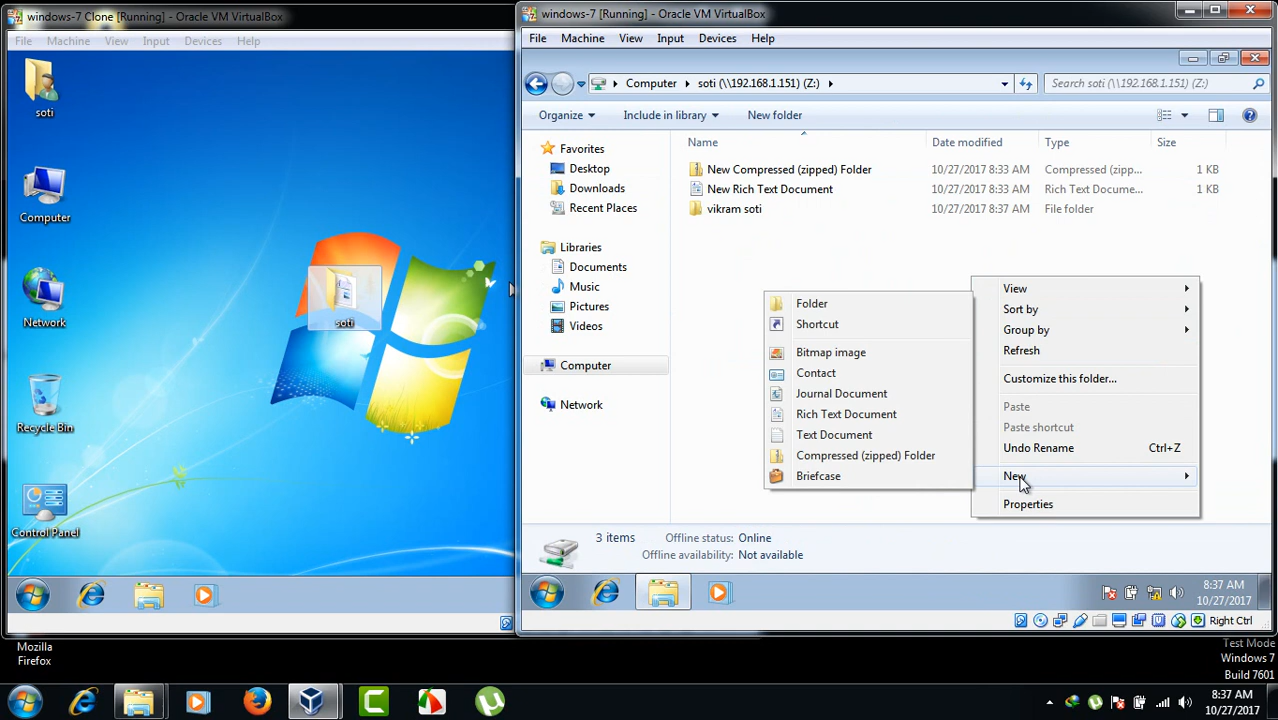 windows-7 Clone [Running] - Oracle VM VirtualBox
File Machine View Input Devices Help
soti
Computer
Network
Recycle Bin
Control Panel
soti
windows-7 [Running] - Oracle VM VirtualBox
File Machine View Input Devices Help
Computer soti (\\192.168.1.151) (Z:)
Search soti (\\192.168.1.151) (Z:)
Organize Include in library New folder
Favorites
Desktop
Downloads
Recent Places
Libraries
Documents
Music
Pictures
Videos
Computer
Network
Name Date modified Type Size
New Compressed (zipped) Folder 10/27/2017 8:33 AM Compressed (zipp... 1 KB
New Rich Text Document 10/27/2017 8:33 AM Rich Text Docume... 1 KB
vikram soti 10/27/2017 8:37 AM File folder
View
Sort by
Group by
Refresh
Customize this folder...
Paste
Paste shortcut
Undo Rename Ctrl+Z
New
Properties
Folder
Shortcut
Bitmap image
Contact
Journal Document
Rich Text Document
Text Document
Compressed (zipped) Folder
Briefcase
3 items Offline status: Online
Offline availability: Not available
8:37 AM
10/27/2017
Right Ctrl
Mozilla
Firefox
Test Mode
Windows 7
Build 7601
8:37 AM
10/27/2017